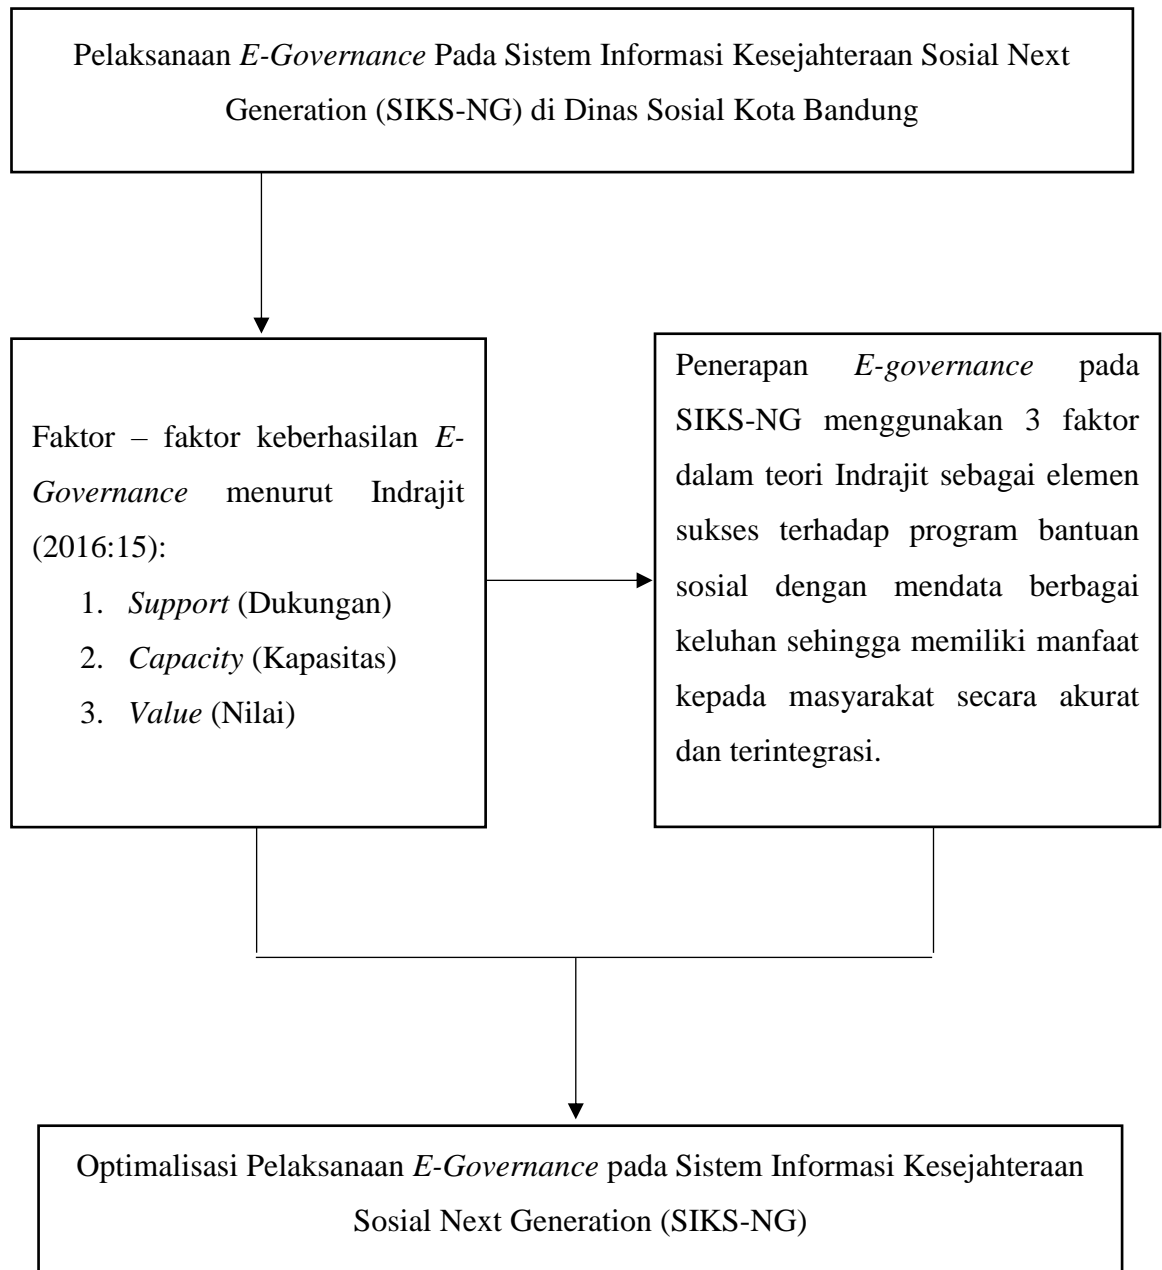 Pelaksanaan E-Governance Pada Sistem Informasi Kesejahteraan Sosial Next
Generation (SIKS-NG) di Dinas Sosial Kota Bandung
Faktor – faktor keberhasilan E-
Governance menurut Indrajit
(2016:15):
1. Support (Dukungan)
2. Capacity (Kapasitas)
3. Value (Nilai)
Penerapan E-governance pada
SIKS-NG menggunakan 3 faktor
dalam teori Indrajit sebagai elemen
sukses terhadap program bantuan
sosial dengan mendata berbagai
keluhan sehingga memiliki manfaat
kepada masyarakat secara akurat
dan terintegrasi.
Optimalisasi Pelaksanaan E-Governance pada Sistem Informasi Kesejahteraan
Sosial Next Generation (SIKS-NG)